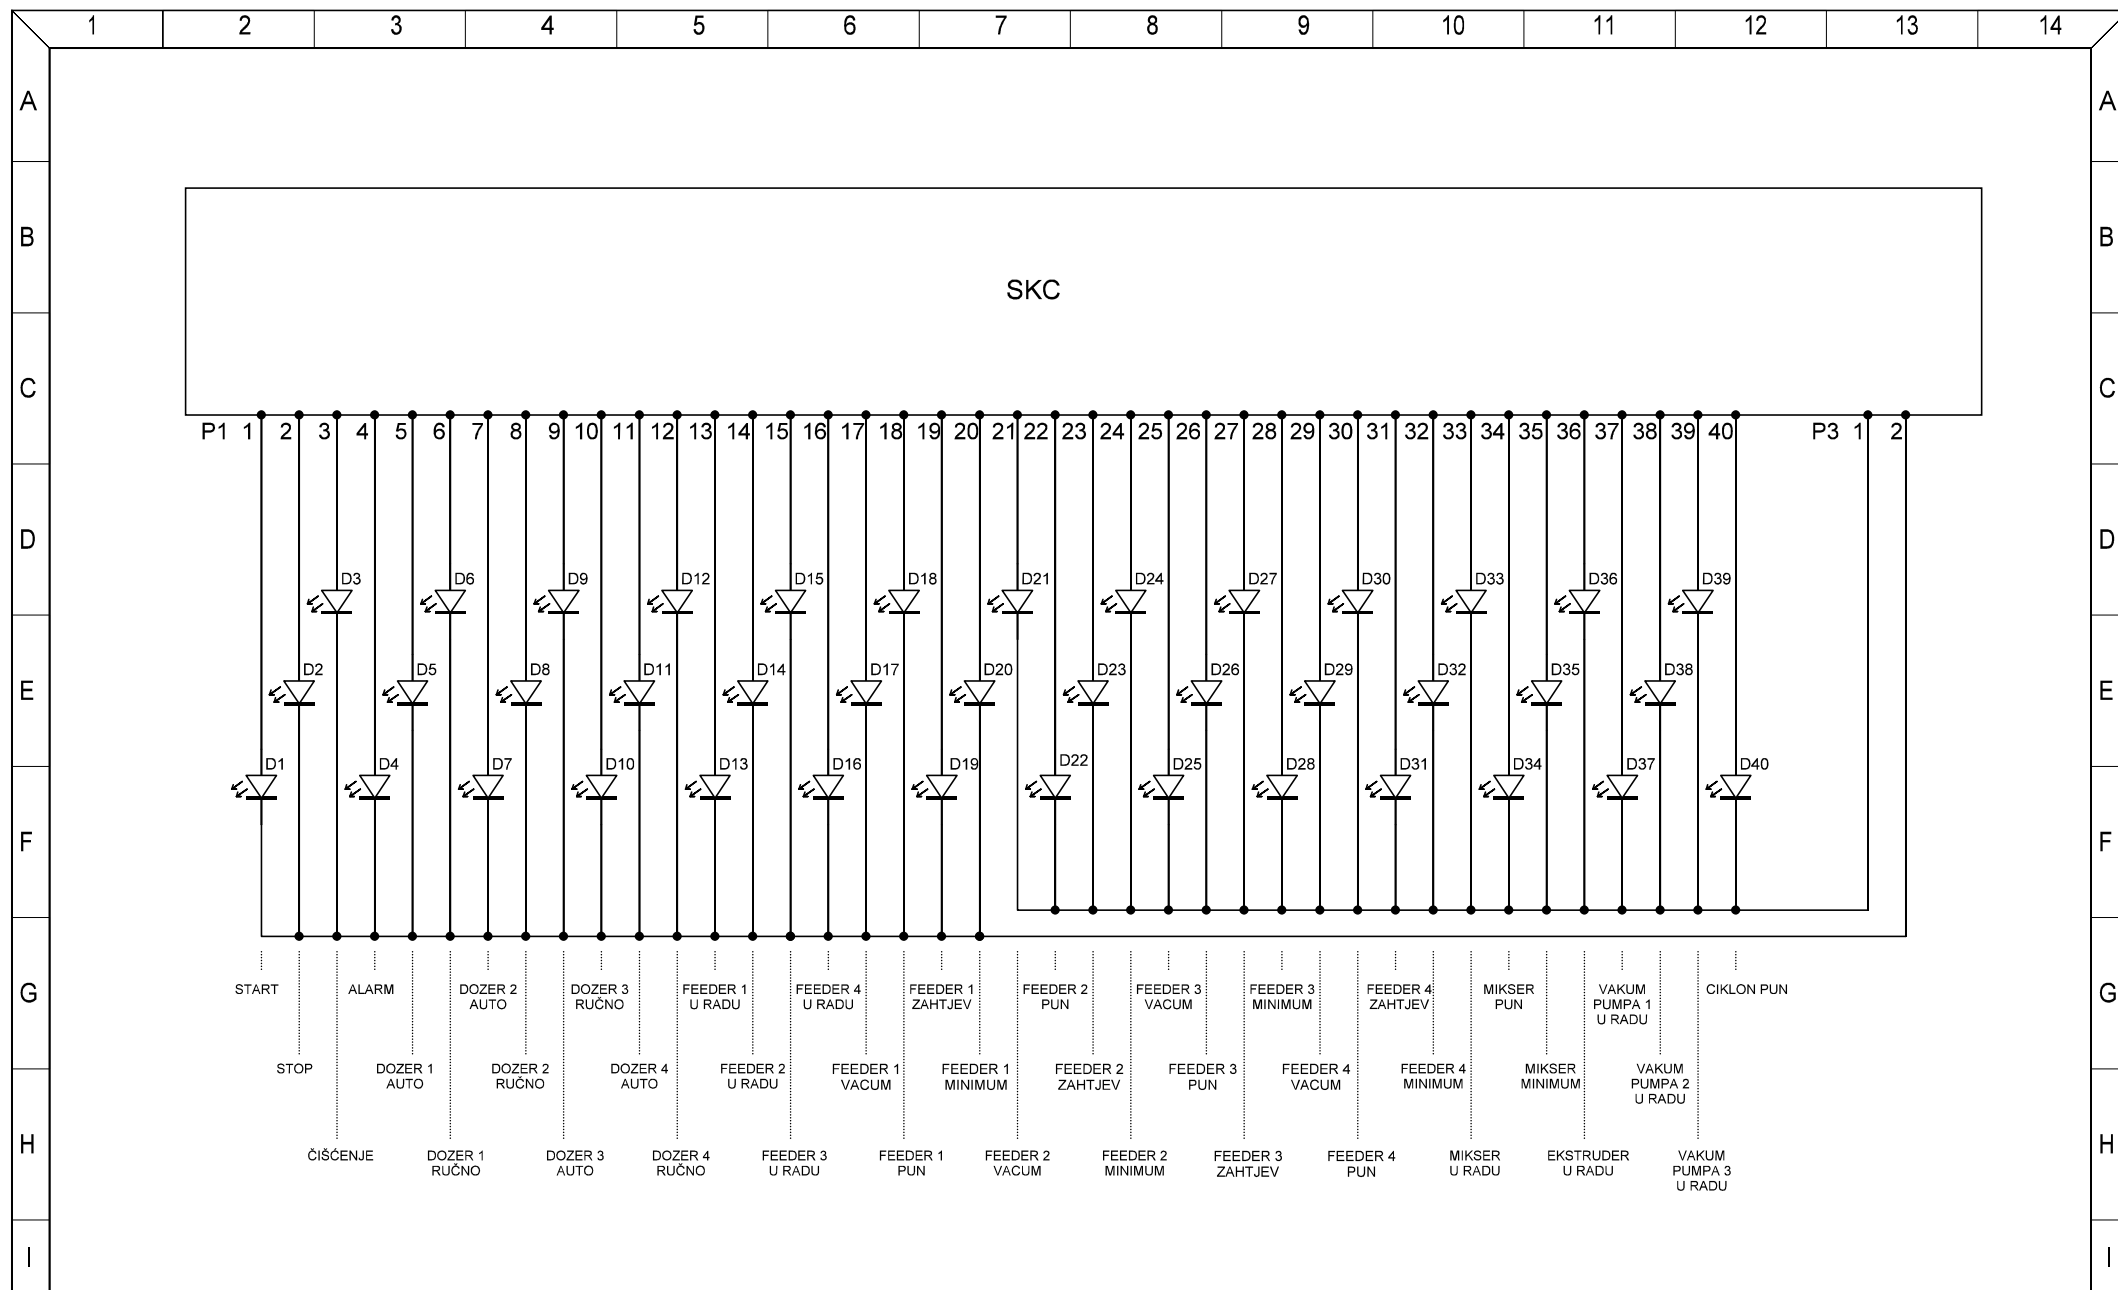 1 2 3 4 5 6 7 8 9 10 11 12 13 14
A A
B B
SKC
C C
P1 1 2 3 4 5 6 7 8 9 10 11 12 13 14 15 16 17 18 19 20 21 22 23 24 25 26 27 28 29 30 31 32 33 34 35 36 37 38 39 40 P3 1 2
D D
D3 D6 D9 D12 D15 D18 D21 D24 D27 D30 D33 D36 D39
D2 D5 D8 D11 D14 D17 D20 D23 D26 D29 D32 D35 D38
E E
D1 D4 D7 D10 D13 D16 D19 D22 D25 D28 D31 D34 D37 D40
F F
G G
START
ALARM
DOZER 2
AUTO
DOZER 3
RUČNO
FEEDER 1
U RADU
FEEDER 4
U RADU
FEEDER 1
ZAHTJEV
FEEDER 2
PUN
FEEDER 3
VACUM
FEEDER 3
MINIMUM
FEEDER 4
ZAHTJEV
MIKSER
PUN
VAKUM
PUMPA 1
U RADU
CIKLON PUN
STOP
DOZER 1
AUTO
DOZER 2
RUČNO
DOZER 4
AUTO
FEEDER 2
U RADU
FEEDER 1
VACUM
FEEDER 1
MINIMUM
FEEDER 2
ZAHTJEV
FEEDER 3
PUN
FEEDER 4
VACUM
FEEDER 4
MINIMUM
MIKSER
MINIMUM
VAKUM
PUMPA 2
U RADU
H H
ČIŠĆENJE
DOZER 1
RUČNO
DOZER 3
AUTO
DOZER 4
RUČNO
FEEDER 3
U RADU
FEEDER 1
PUN
FEEDER 2
VACUM
FEEDER 2
MINIMUM
FEEDER 3
ZAHTJEV
FEEDER 4
PUN
MIKSER
U RADU
EKSTRUDER
U RADU
VAKUM
PUMPA 3
U RADU
I I